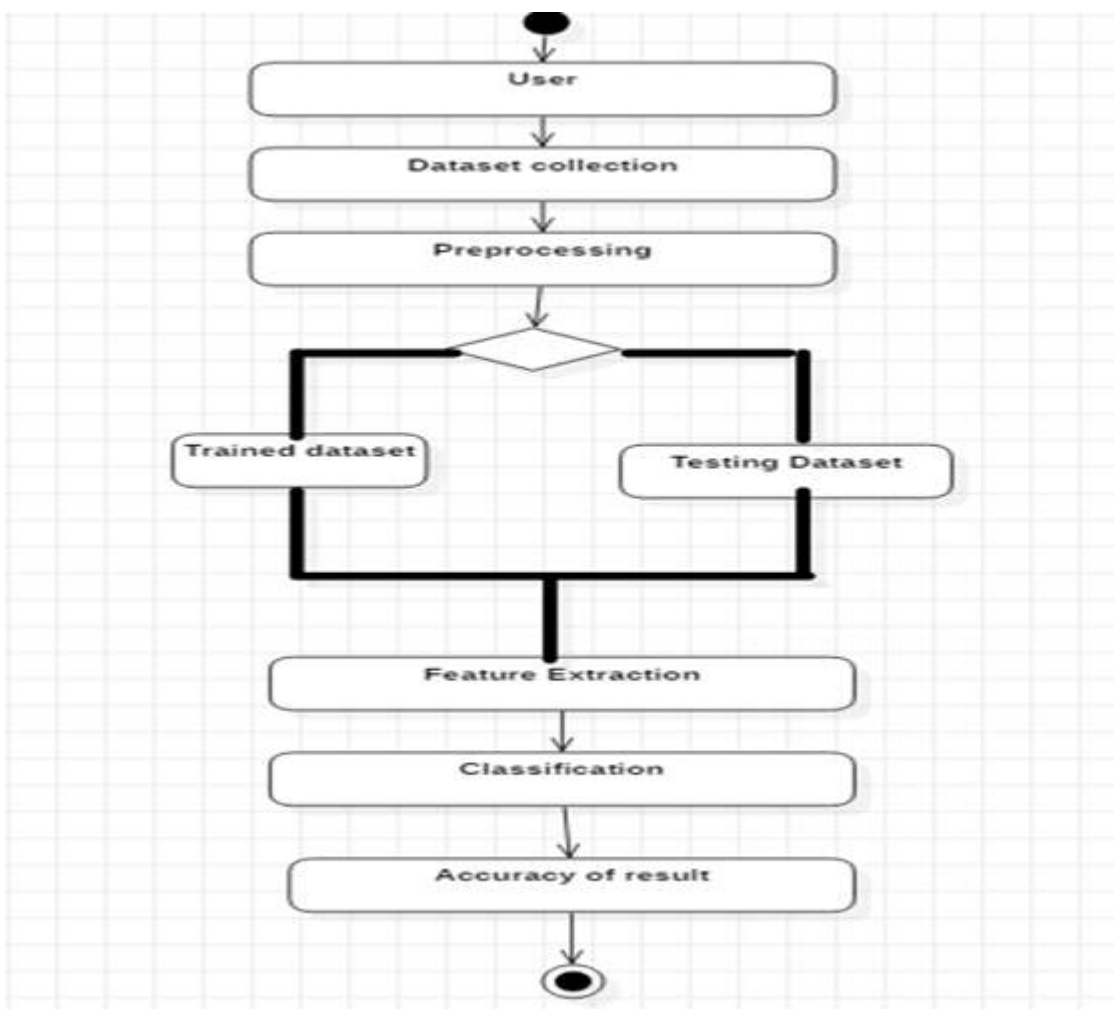 User
Dataset collection
Preprocessing
Trained dataset
Testing Dataset
Feature Extraction
Classification
Accuracy of result